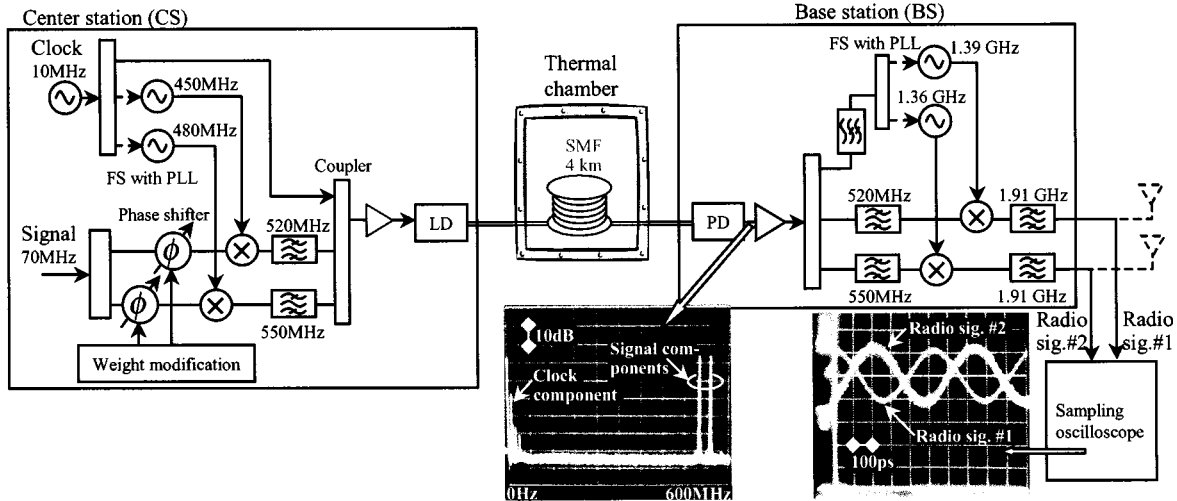 Center station (CS)
Clock
10MHz
450MHz
480MHz
FS with PLL
Phase shifter
Signal
70MHz
ϕ
ϕ
520MHz
550MHz
Weight modification
Coupler
LD
Thermal
chamber
SMF
4 km
Base station (BS)
FS with PLL
1.39 GHz
1.36 GHz
PD
520MHz
1.91 GHz
550MHz
1.91 GHz
Radio
sig.#2
Radio
sig.#1
10dB
Signal com-
ponents
Clock
component
0Hz
600MHz
Radio sig. #2
Radio sig. #1
100ps
Sampling
oscilloscope